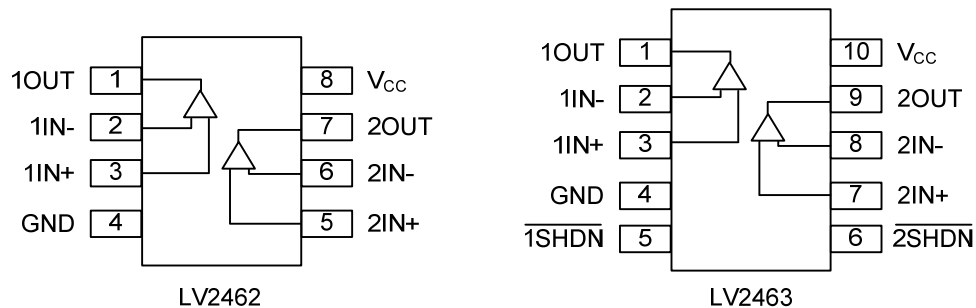 1OUT 1 8 VCC
1IN- 2 7 2OUT
1IN+ 3 6 2IN-
GND 4 5 2IN+
LV2462
1OUT 1 10 VCC
1IN- 2 9 2OUT
1IN+ 3 8 2IN-
GND 4 7 2IN+
1SHDN 5 6 2SHDN
LV2463